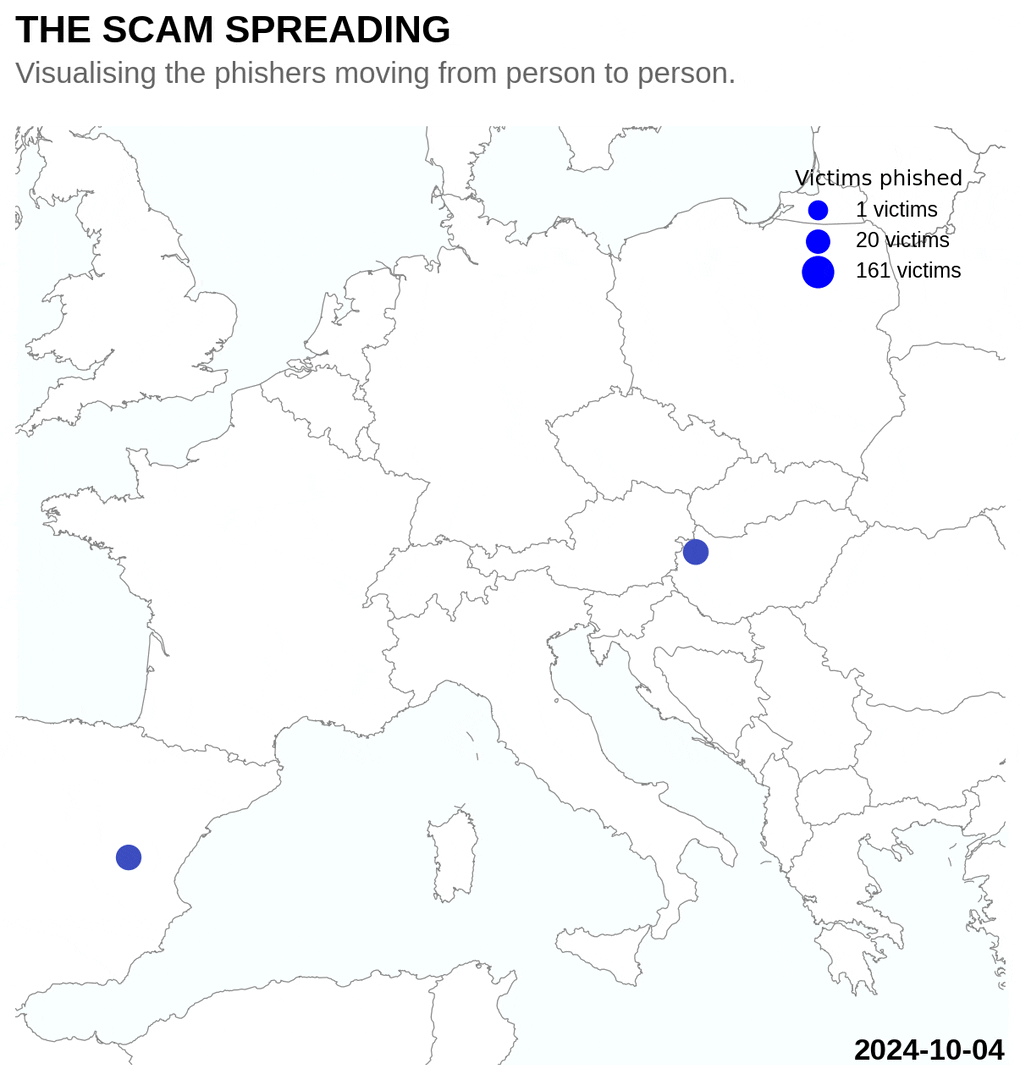 THE SCAM SPREADING
Visualising the phishers moving from person to person.
Victims phished
1 victims
20 victims
161 victims
2024-10-04